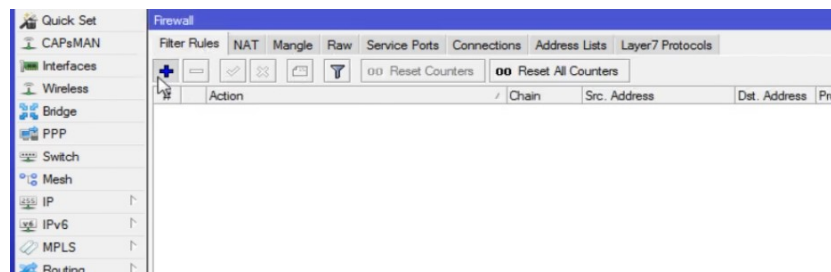 Quick Set
CAPsMAN
Interfaces
Wireless
Bridge
PPP
Switch
Mesh
IP
IPv6
MPLS
Routing
Firewall
Filter Rules NAT Mangle Raw Service Ports Connections Address Lists Layer7 Protocols
00 Reset Counters 00 Reset All Counters
# Action / Chain Src. Address Dst. Address